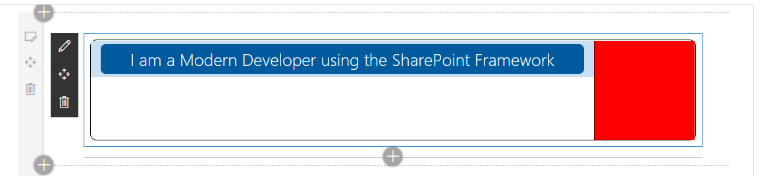 I am a Modern Developer using the SharePoint Framework